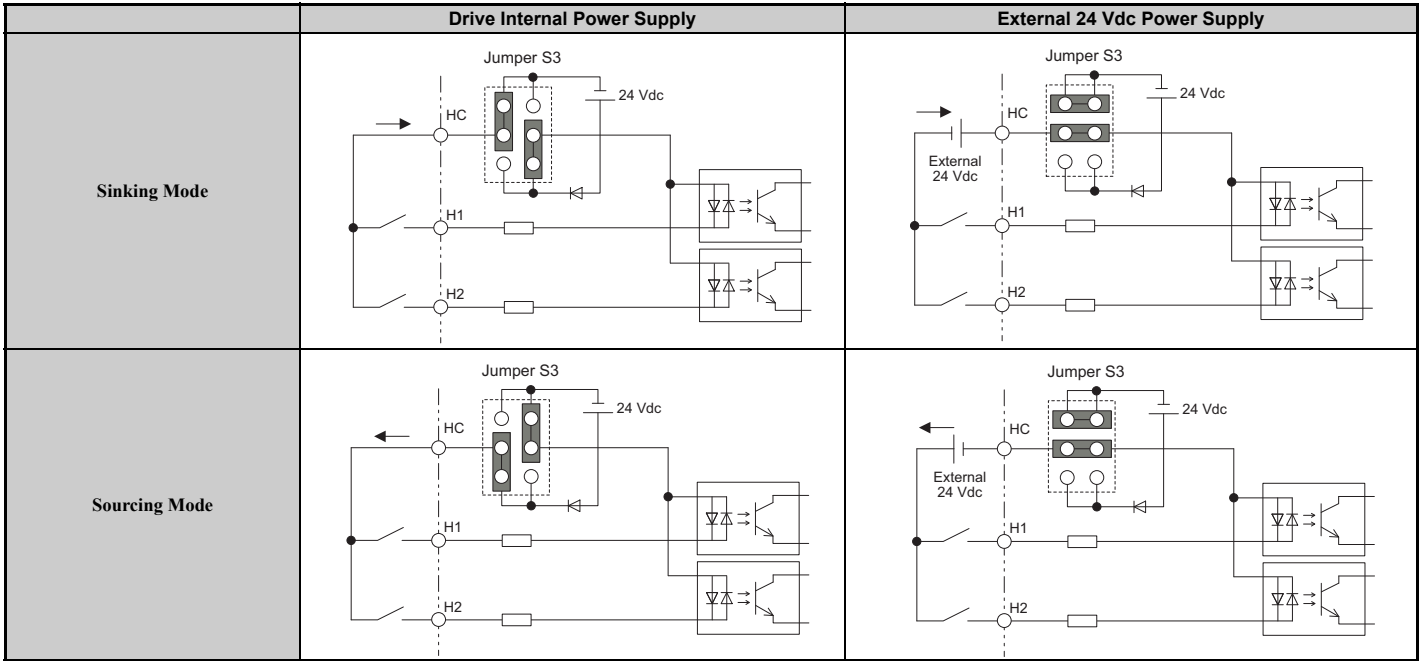 Drive Internal Power Supply
External 24 Vdc Power Supply
Sinking Mode
Jumper S3
24 Vdc
HC
H1
H2
Jumper S3
24 Vdc
HC
External
24 Vdc
H1
H2
Sourcing Mode
Jumper S3
24 Vdc
HC
H1
H2
Jumper S3
24 Vdc
HC
External
24 Vdc
H1
H2